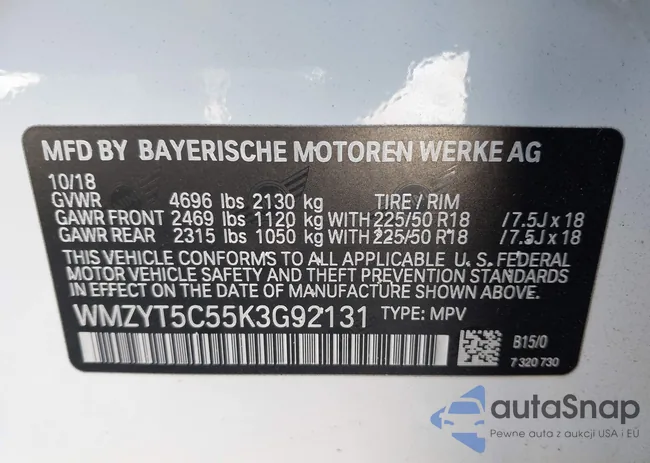 MFD BY BAYERISCHE MOTOREN WERKE AG
10/18
GVWR 4696 lbs 2130 kg TIRE / RIM
GAWR FRONT 2469 lbs 1120 kg WITH 225/50 R18 / 7.5J x 18
GAWR REAR 2315 lbs 1050 kg WITH 225/50 R18 / 7.5J x 18
THIS VEHICLE CONFORMS TO ALL APPLICABLE U. S. FEDERAL
MOTOR VEHICLE SAFETY AND THEFT PREVENTION STANDARDS
IN EFFECT ON THE DATE OF MANUFACTURE SHOWN ABOVE.
WMZYT5C55K3G92131 TYPE: MPV
B15/0
7 320 730
autaSnap
Pewne auta z aukcji USA i EU